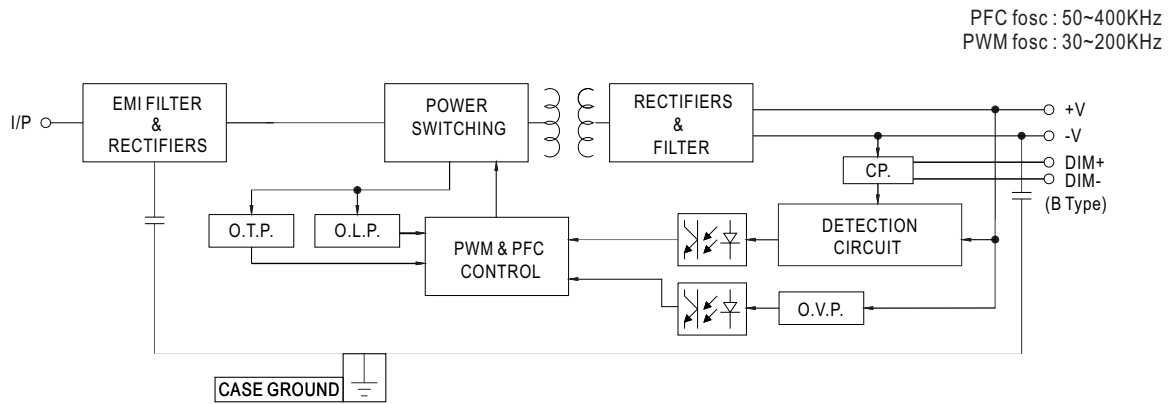 PFC fosc : 50~400KHz
PWM fosc : 30~200KHz
I/P
EMI FILTER
&
RECTIFIERS
POWER
SWITCHING
RECTIFIERS
&
FILTER
+V
-V
DIM+
DIM-
(B Type)
CP.
O.T.P.
O.L.P.
PWM & PFC
CONTROL
DETECTION
CIRCUIT
O.V.P.
CASE GROUND